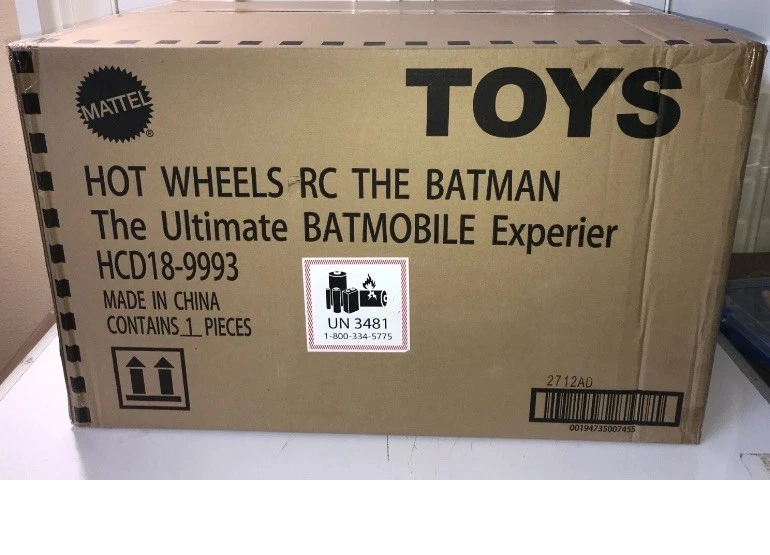 MATTEL
®
TOYS
HOT WHEELS RC THE BATMAN
The Ultimate BATMOBILE Experier
HCD18-9993
MADE IN CHINA
CONTAINS 1 PIECES
UN 3481
1-800-334-5775
2712AD
00194735007455